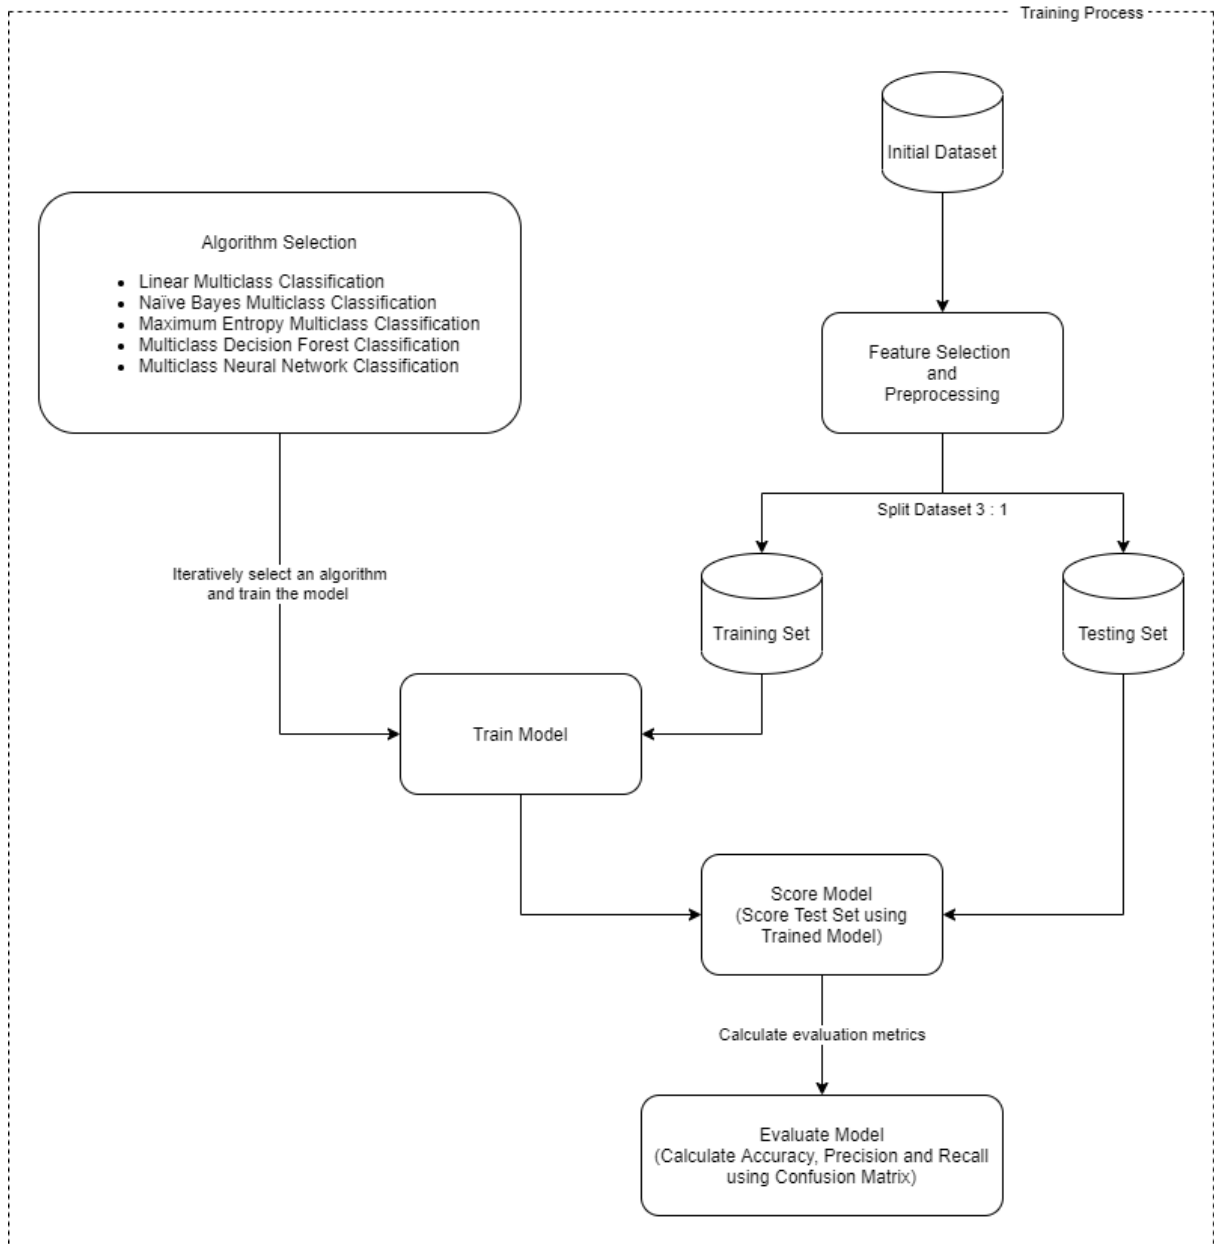 Training Process
Initial Dataset
Algorithm Selection
• Linear Multiclass Classification
• Naïve Bayes Multiclass Classification
• Maximum Entropy Multiclass Classification
• Multiclass Decision Forest Classification
• Multiclass Neural Network Classification
Feature Selection
and
Preprocessing
Split Dataset 3 : 1
Iteratively select an algorithm
and train the model
Training Set
Testing Set
Train Model
Score Model
(Score Test Set using
Trained Model)
Calculate evaluation metrics
Evaluate Model
(Calculate Accuracy, Precision and Recall
using Confusion Matrix)